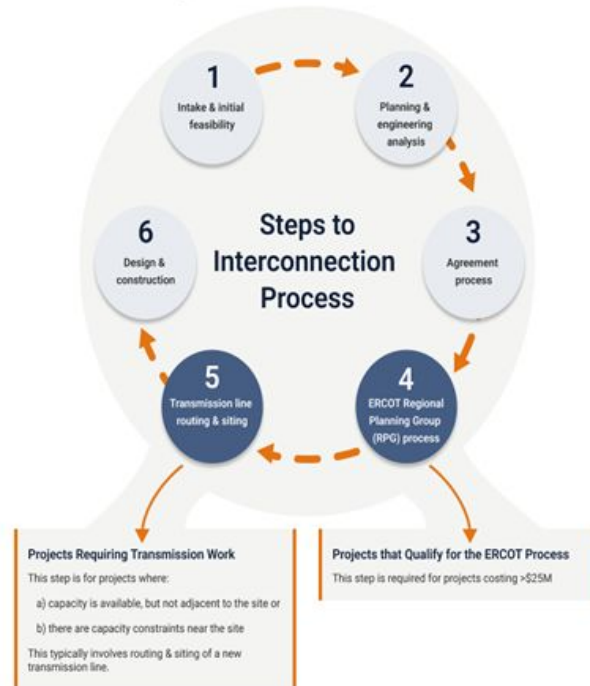 1
Intake & initial
feasibility
2
Planning &
engineering
analysis
Steps to
Interconnection
Process
3
Agreement
process
6
Design &
construction
4
ERCOT Regional
Planning Group
(RPG) process
5
Transmission line
routing & siting
Projects Requiring Transmission Work
This step is for projects where:
a) capacity is available, but not adjacent to the site or
b) there are capacity constraints near the site
This typically involves routing & siting of a new
transmission line.
Projects that Qualify for the ERCOT Process
This step is required for projects costing >$25M